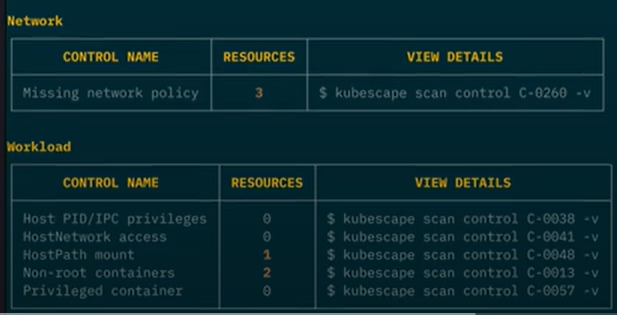 Network
CONTROL NAME RESOURCES VIEW DETAILS
Missing network policy 3 $ kubescape scan control C-0260 -v
Workload
CONTROL NAME RESOURCES VIEW DETAILS
Host PID/IPC privileges 0 $ kubescape scan control C-0038 -v
HostNetwork access 0 $ kubescape scan control C-0041 -v
HostPath mount 1 $ kubescape scan control C-0048 -v
Non-root containers 2 $ kubescape scan control C-0013 -v
Privileged container 0 $ kubescape scan control C-0057 -v